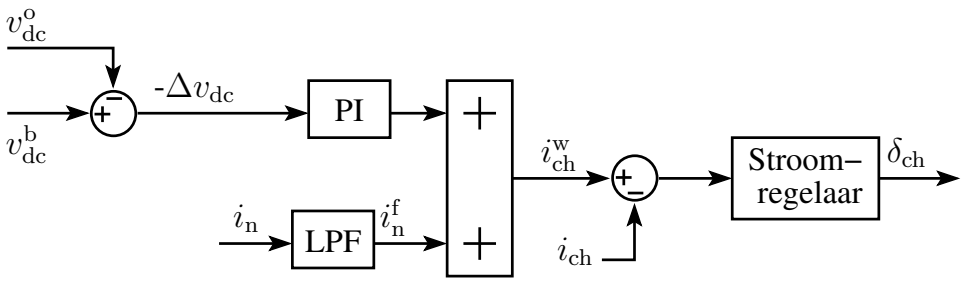 v_dc^o
-Δv_dc
PI
+
−
+
v_dc^b
i_ch^w
+
−
Stroom−
regelaar
δ_ch
i_n
LPF
i_n^f
+
i_ch